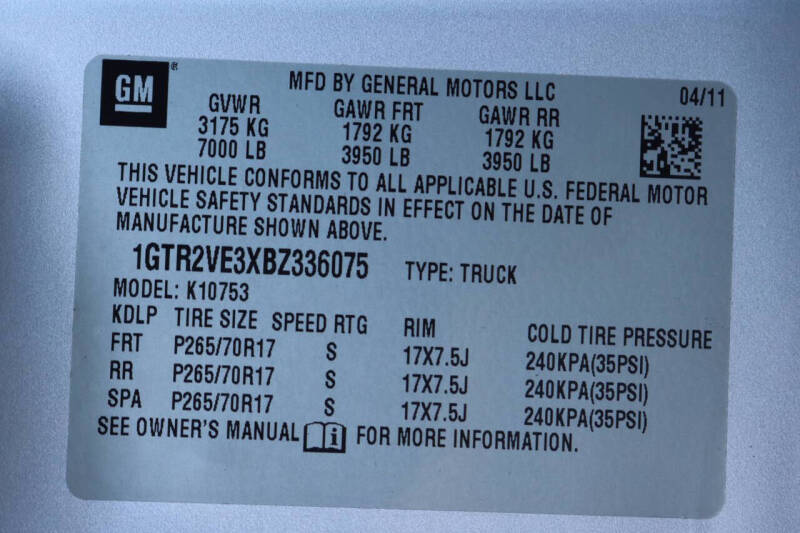 GM®
MFD BY GENERAL MOTORS LLC 04/11
GVWR GAWR FRT GAWR RR
3175 KG 1792 KG 1792 KG
7000 LB 3950 LB 3950 LB
THIS VEHICLE CONFORMS TO ALL APPLICABLE U.S. FEDERAL MOTOR
VEHICLE SAFETY STANDARDS IN EFFECT ON THE DATE OF
MANUFACTURE SHOWN ABOVE.
1GTR2VE3XBZ336075 TYPE: TRUCK
MODEL: K10753
KDLP TIRE SIZE SPEED RTG RIM COLD TIRE PRESSURE
FRT P265/70R17 S 17X7.5J 240KPA(35PSI)
RR P265/70R17 S 17X7.5J 240KPA(35PSI)
SPA P265/70R17 S 17X7.5J 240KPA(35PSI)
SEE OWNER'S MANUAL i FOR MORE INFORMATION.